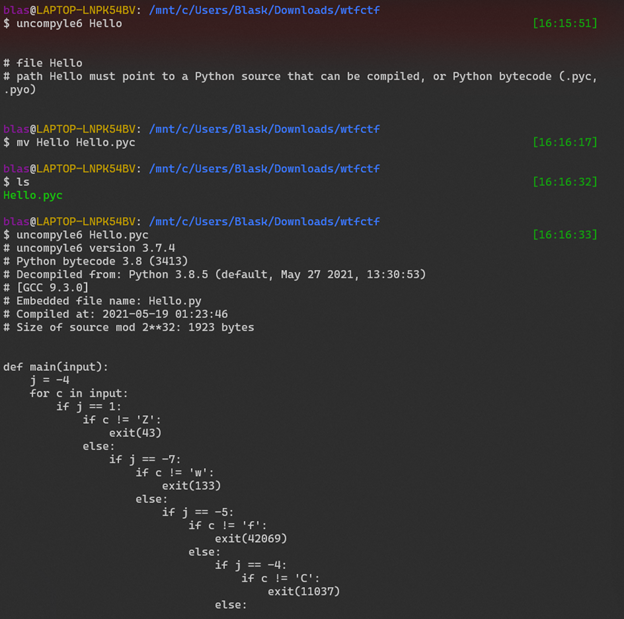 blas@LAPTOP-LNPK54BV: /mnt/c/Users/Blask/Downloads/wtfctf
$ uncompyle6 Hello [16:15:51]
# file Hello
# path Hello must point to a Python source that can be compiled, or Python bytecode (.pyc,
.pyo)
blas@LAPTOP-LNPK54BV: /mnt/c/Users/Blask/Downloads/wtfctf
$ mv Hello Hello.pyc [16:16:17]
blas@LAPTOP-LNPK54BV: /mnt/c/Users/Blask/Downloads/wtfctf
$ ls [16:16:32]
Hello.pyc
blas@LAPTOP-LNPK54BV: /mnt/c/Users/Blask/Downloads/wtfctf
$ uncompyle6 Hello.pyc [16:16:33]
# uncompyle6 version 3.7.4
# Python bytecode 3.8 (3413)
# Decompiled from: Python 3.8.5 (default, May 27 2021, 13:30:53)
# [GCC 9.3.0]
# Embedded file name: Hello.py
# Compiled at: 2021-05-19 01:23:46
# Size of source mod 2**32: 1923 bytes
def main(input):
    j = -4
    for c in input:
        if j == 1:
            if c != 'Z':
                exit(43)
            else:
                if j == -7:
                    if c != 'w':
                        exit(133)
                    else:
                        if j == -5:
                            if c != 'f':
                                exit(42069)
                            else:
                                if j == -4:
                                    if c != 'C':
                                        exit(11037)
                                else: